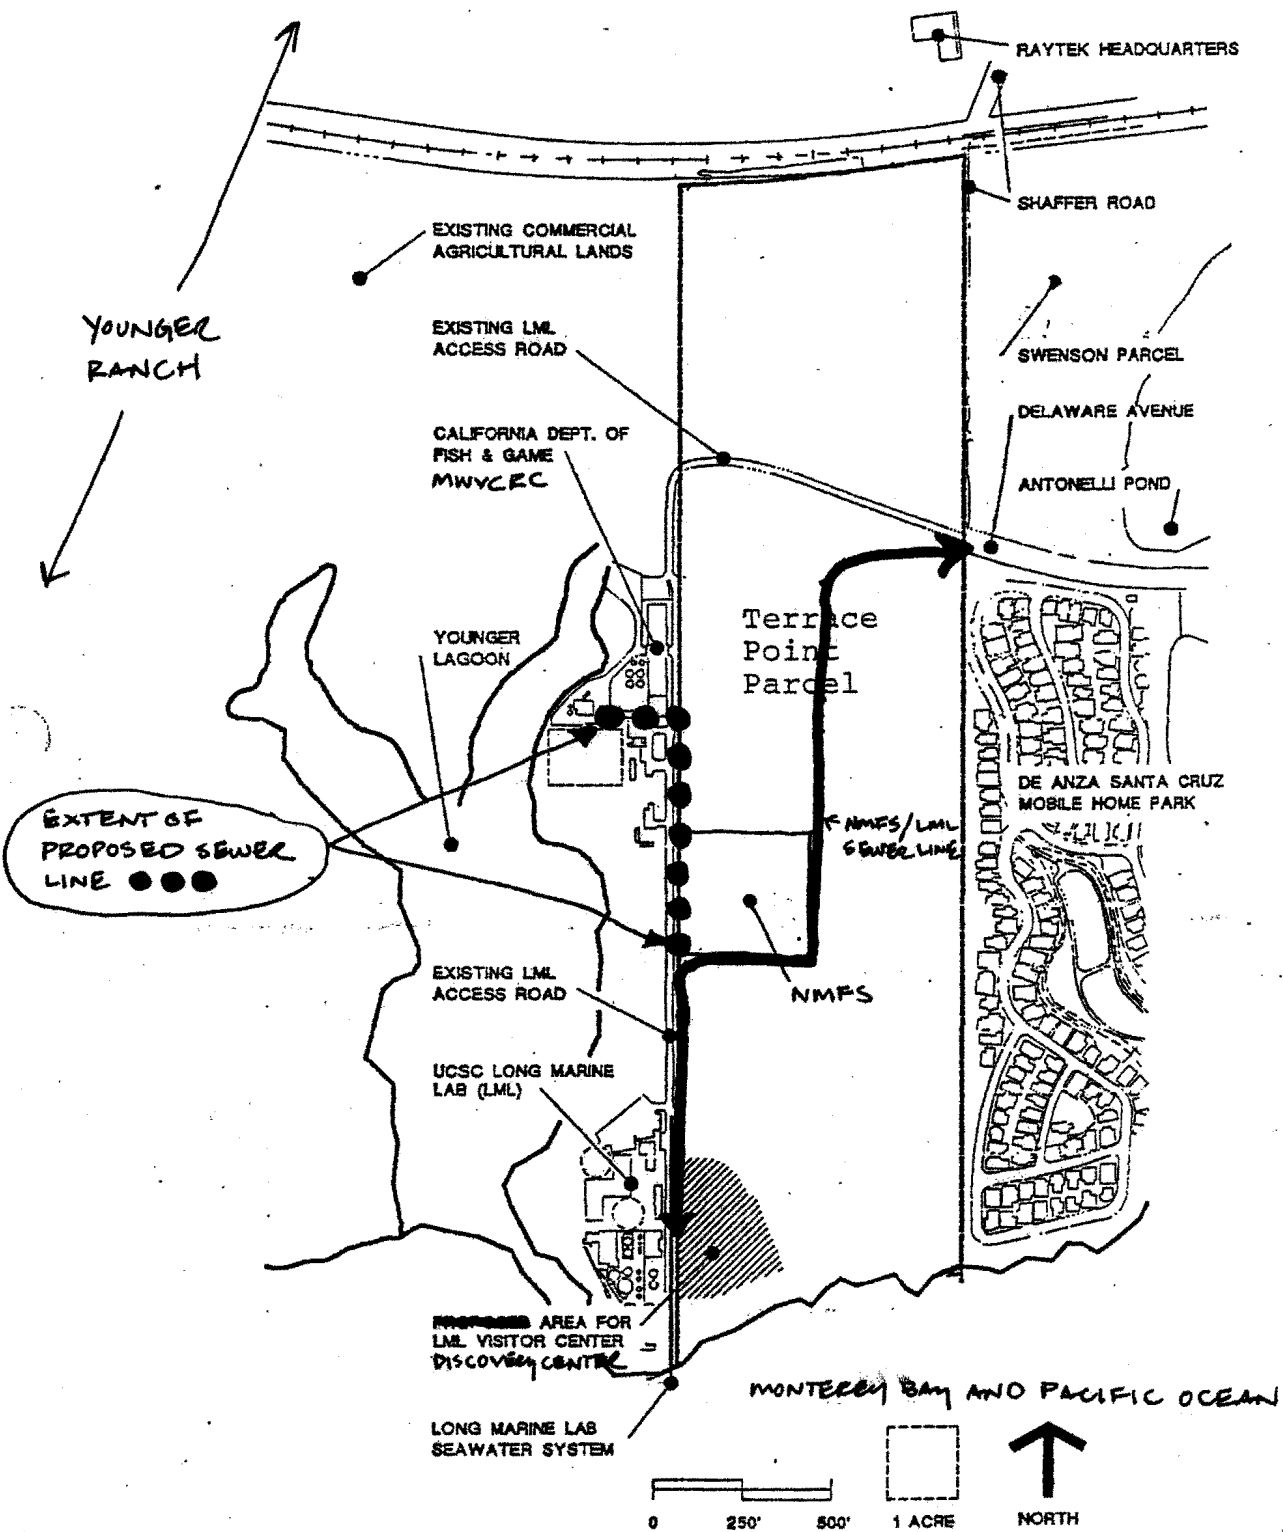 RAYTEK HEADQUARTERS
SHAFFER ROAD
EXISTING COMMERCIAL
AGRICULTURAL LANDS
YOUNGER
RANCH
EXISTING LML
ACCESS ROAD
SWENSON PARCEL
DELAWARE AVENUE
CALIFORNIA DEPT. OF
FISH & GAME
MWVCRC
ANTONELLI POND
Terrace
Point
Parcel
YOUNGER
LAGOON
DE ANZA SANTA CRUZ
MOBILE HOME PARK
EXTENT OF
PROPOSED SEWER
LINE
NMFS/LML
SEWER LINE
NMFS
EXISTING LML
ACCESS ROAD
UCSC LONG MARINE
LAB (LML)
AREA FOR
LML VISITOR CENTER
DISCOVERY CENTER
MONTEREY BAY AND PACIFIC OCEAN
LONG MARINE LAB
SEAWATER SYSTEM
0 250' 500'
1 ACRE
NORTH